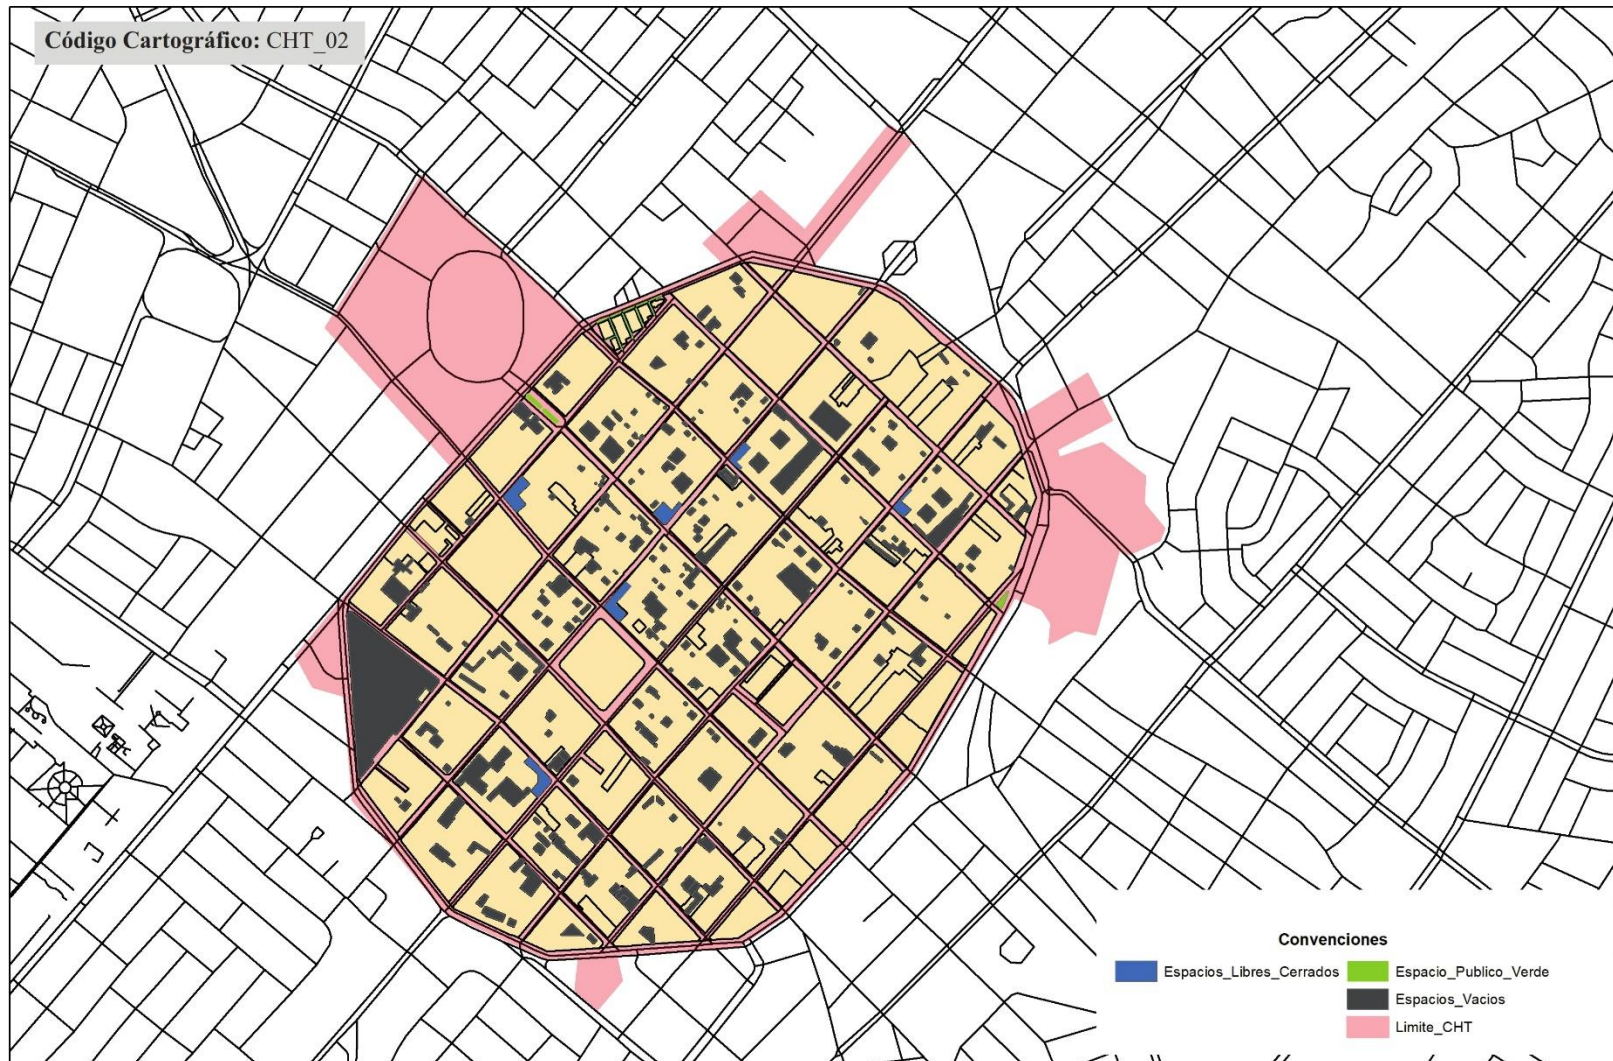 Código Cartográfico: CHT_02
Convenciones
Espacios_Libres_Cerrados
Espacio_Publico_Verde
Espacios_Vacios
Limite_CHT